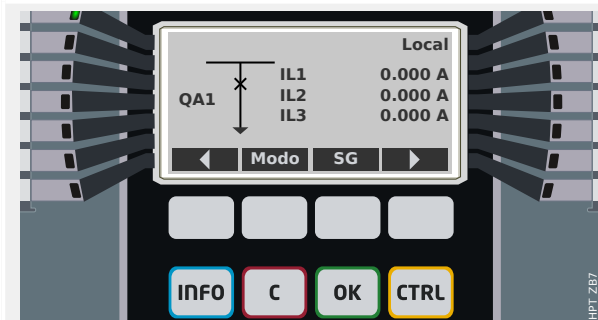 Local
IL1 0.000 A
QA1 IL2 0.000 A
IL3 0.000 A
Modo SG
INFO C OK CTRL
HPT ZB7